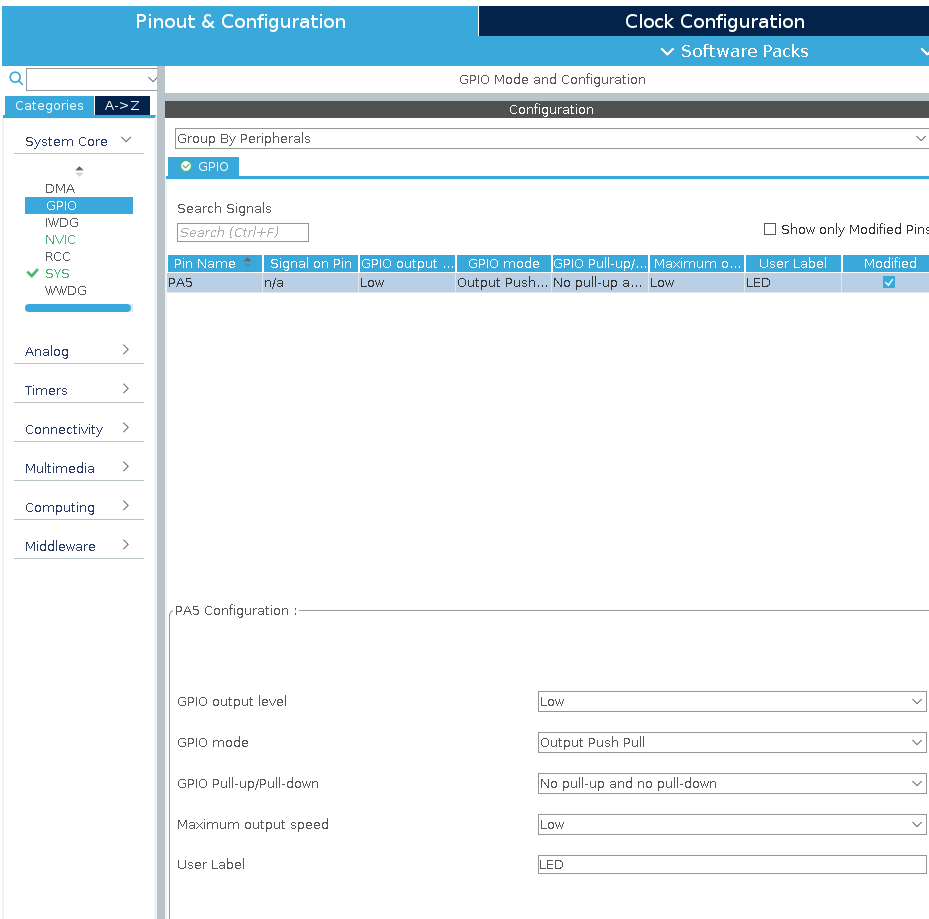 Pinout & Configuration
Clock Configuration
Software Packs
GPIO Mode and Configuration
Categories
A->Z
Configuration
Group By Peripherals
System Core
GPIO
DMA
GPIO
IWDG
NVIC
RCC
SYS
WWDG
Search Signals
Search (Ctrl+F)
Show only Modified Pins
Pin Name Signal on Pin GPIO output ... GPIO mode GPIO Pull-up/... Maximum o... User Label Modified
PA5 n/a Low Output Push... No pull-up a... Low LED
Analog
Timers
Connectivity
Multimedia
Computing
Middleware
PA5 Configuration :
GPIO output level Low
GPIO mode Output Push Pull
GPIO Pull-up/Pull-down No pull-up and no pull-down
Maximum output speed Low
User Label LED